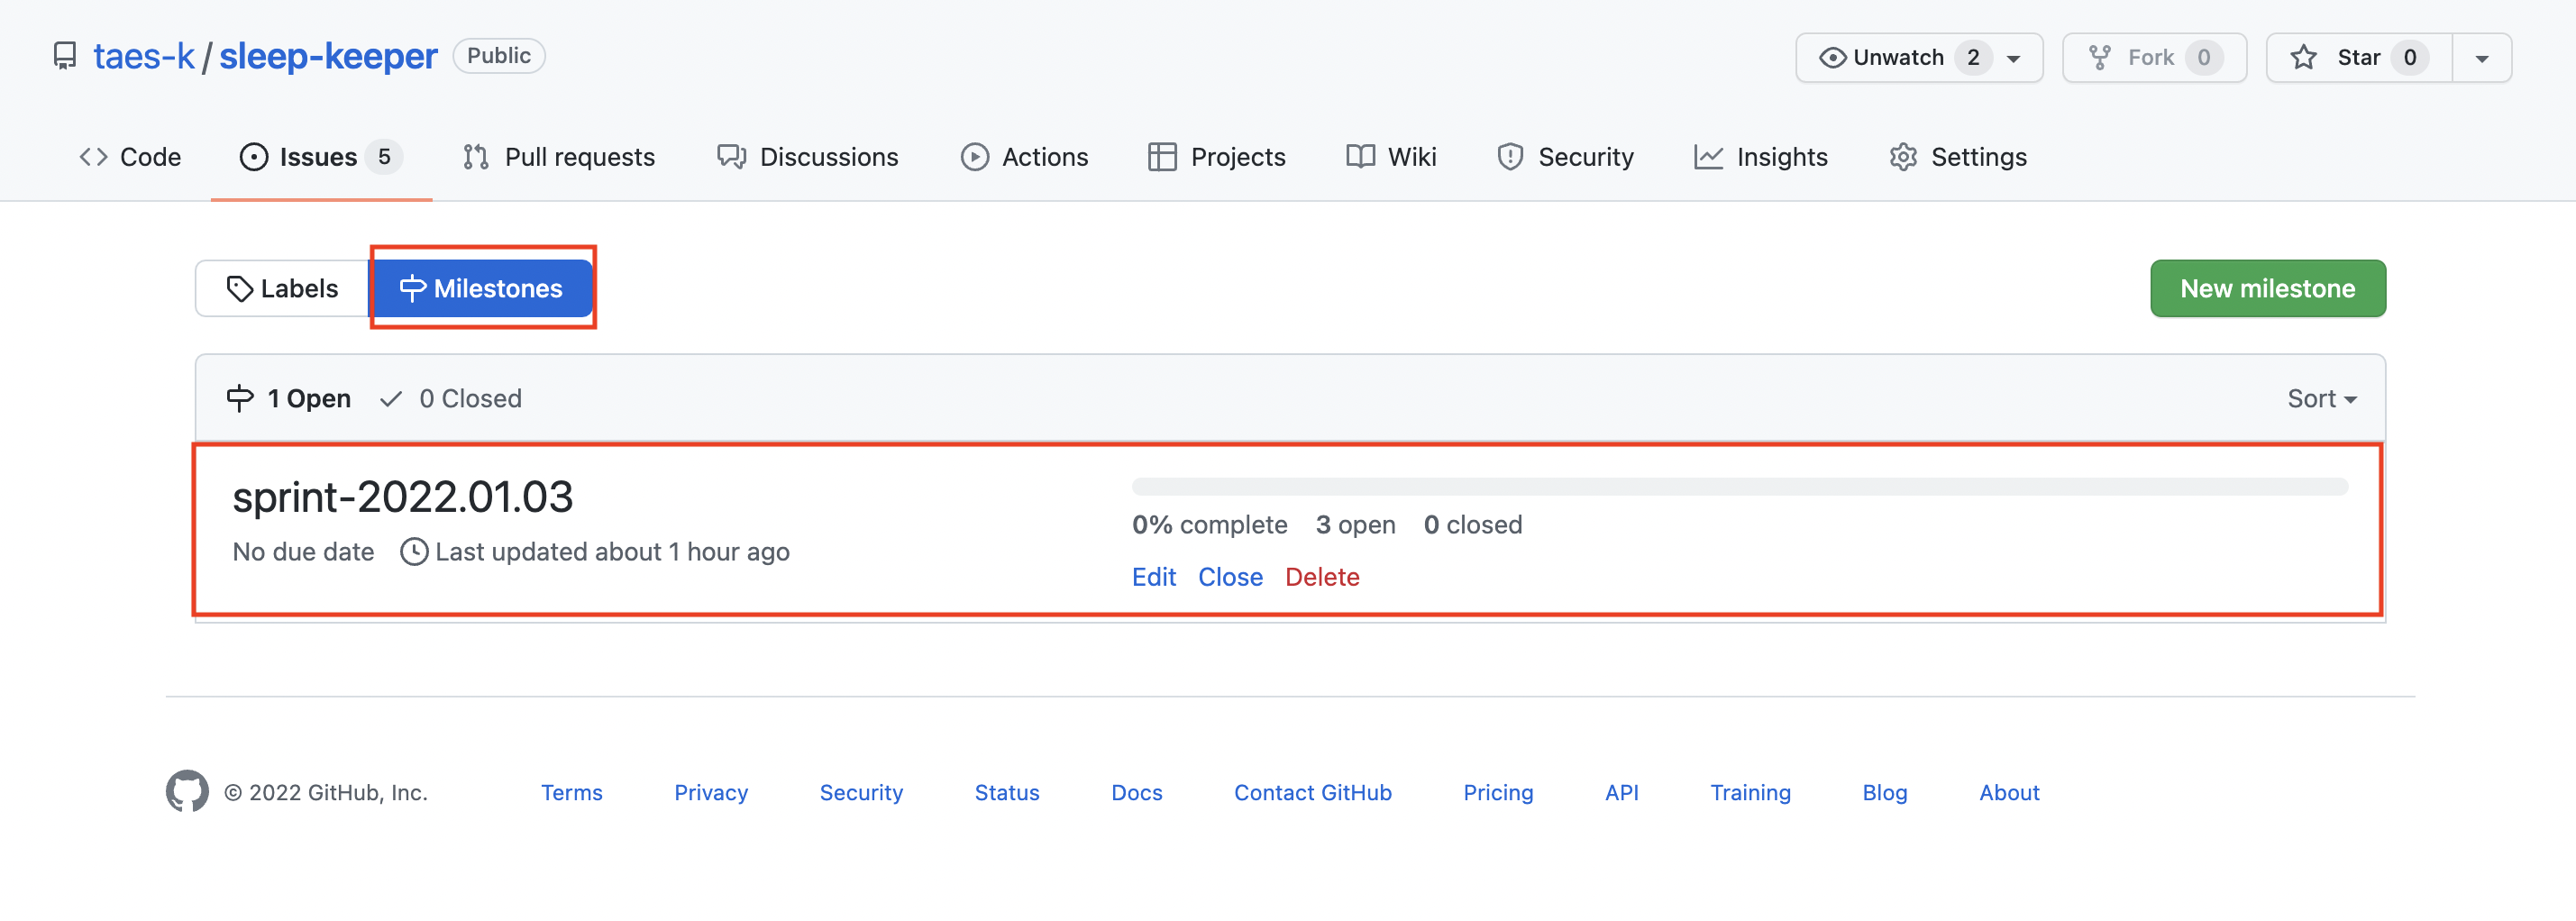 taes-k / sleep-keeper Public Unwatch 2 Fork 0 Star 0
Code Issues 5 Pull requests Discussions Actions Projects Wiki Security Insights Settings
Labels Milestones New milestone
1 Open 0 Closed Sort
sprint-2022.01.03
No due date Last updated about 1 hour ago
0% complete 3 open 0 closed
Edit Close Delete
© 2022 GitHub, Inc. Terms Privacy Security Status Docs Contact GitHub Pricing API Training Blog About